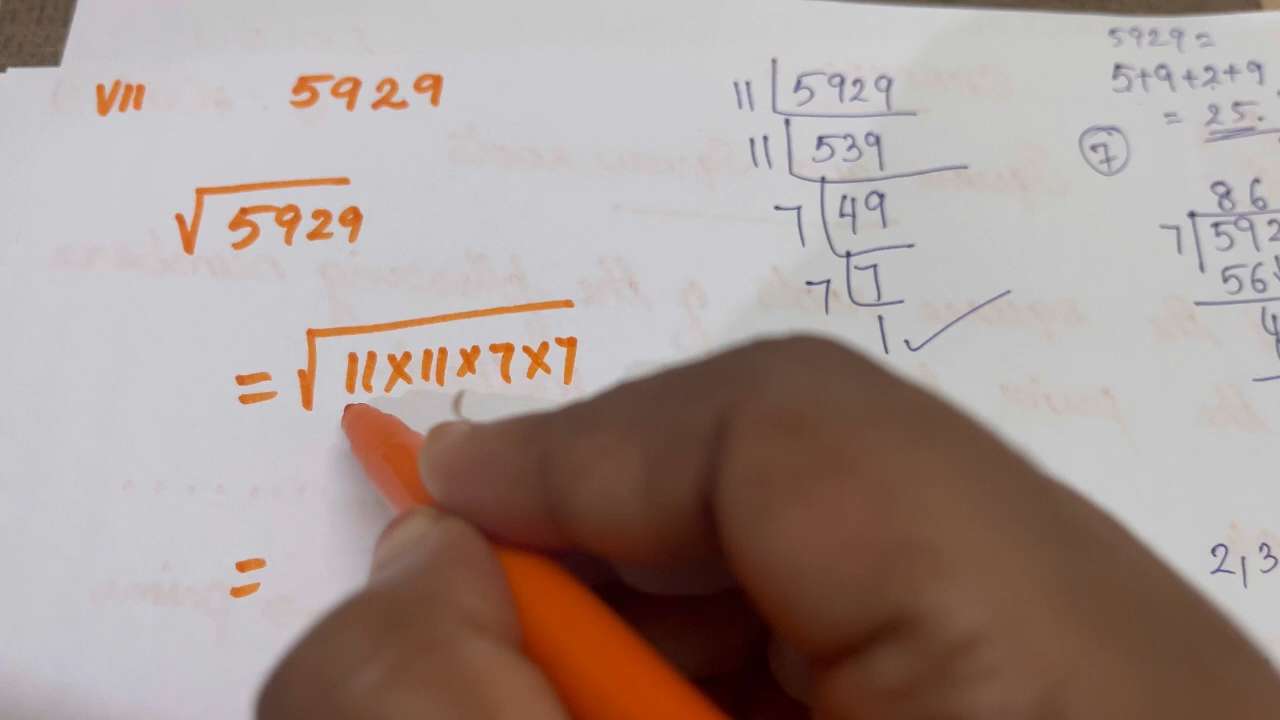 VII 5929
√5929
= √11×11×7×7
=
11 | 5929
11 | 539
7 | 49
7 | 7
1 ✓
5929 =
5+9+2+9
= 25.
7
86
7 | 592
56
4
2,3